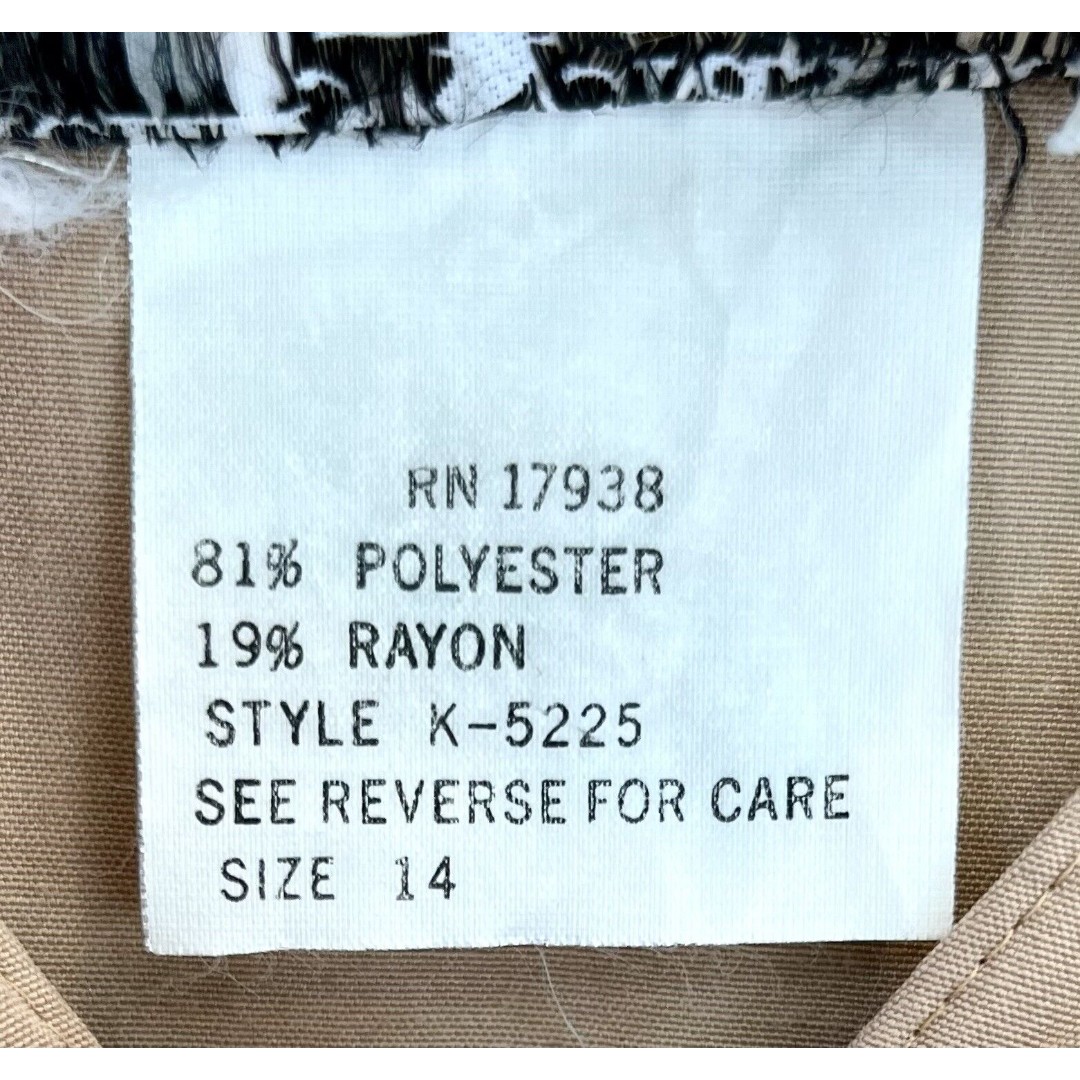 RN 17938
81% POLYESTER
19% RAYON
STYLE K-5225
SEE REVERSE FOR CARE
SIZE 14